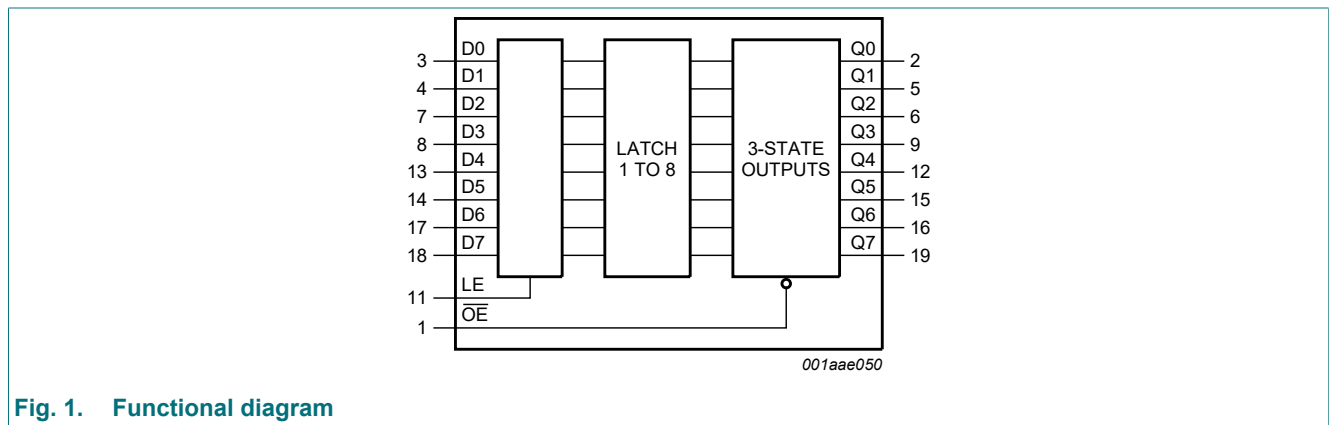 D0
Q0
3
2
D1
Q1
4
5
D2
Q2
7
6
D3
Q3
8
9
LATCH
1 TO 8
3-STATE
OUTPUTS
D4
Q4
13
12
D5
Q5
14
15
D6
Q6
17
16
D7
Q7
18
19
LE
11
OE
1
001aae050
Fig. 1. Functional diagram